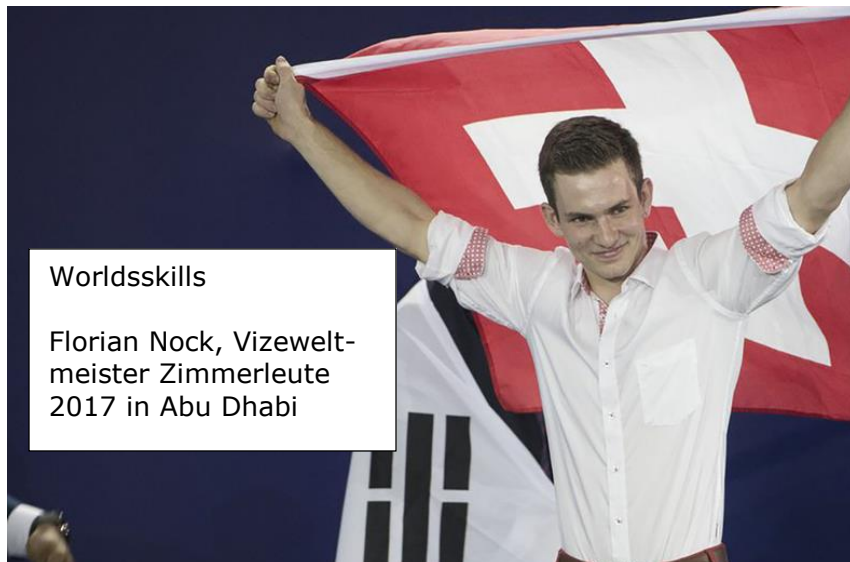 Worldsskills
Florian Nock, Vizewelt-
meister Zimmerleute
2017 in Abu Dhabi